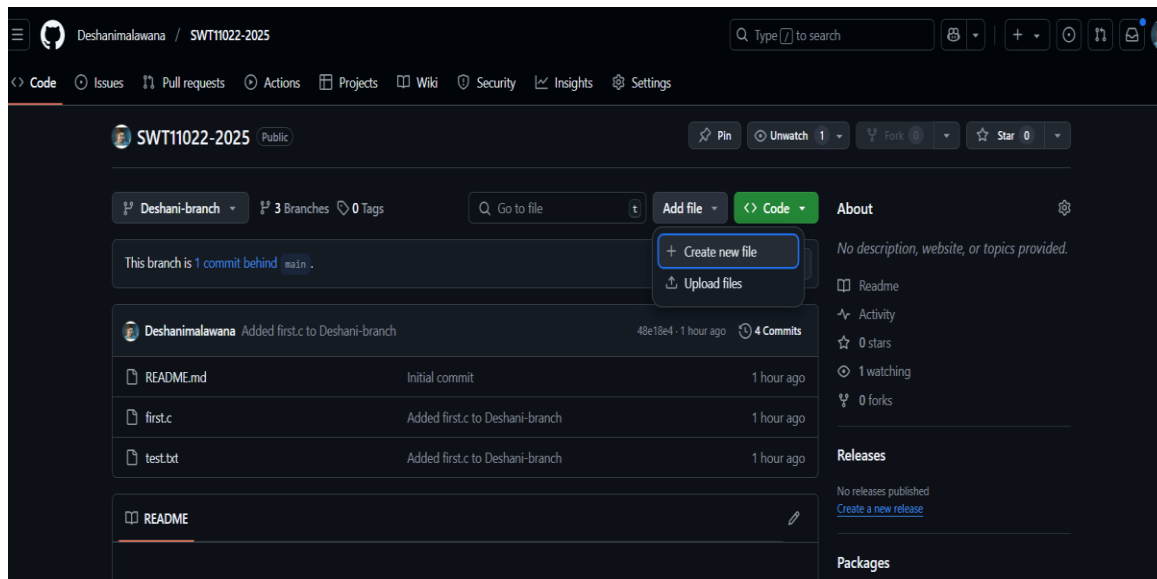 Deshanimalawana / SWT11022-2025
Type / to search
Code Issues Pull requests Actions Projects Wiki Security Insights Settings
SWT11022-2025 Public
Pin Unwatch 1 Fork 0 Star 0
Deshani-branch 3 Branches 0 Tags Go to file t Add file Code
Create new file
Upload files
This branch is 1 commit behind main .
Deshanimalawana Added first.c to Deshani-branch 48e18e4 · 1 hour ago 4 Commits
README.md Initial commit 1 hour ago
first.c Added first.c to Deshani-branch 1 hour ago
test.txt Added first.c to Deshani-branch 1 hour ago
README
About
No description, website, or topics provided.
Readme
Activity
0 stars
1 watching
0 forks
Releases
No releases published
Create a new release
Packages